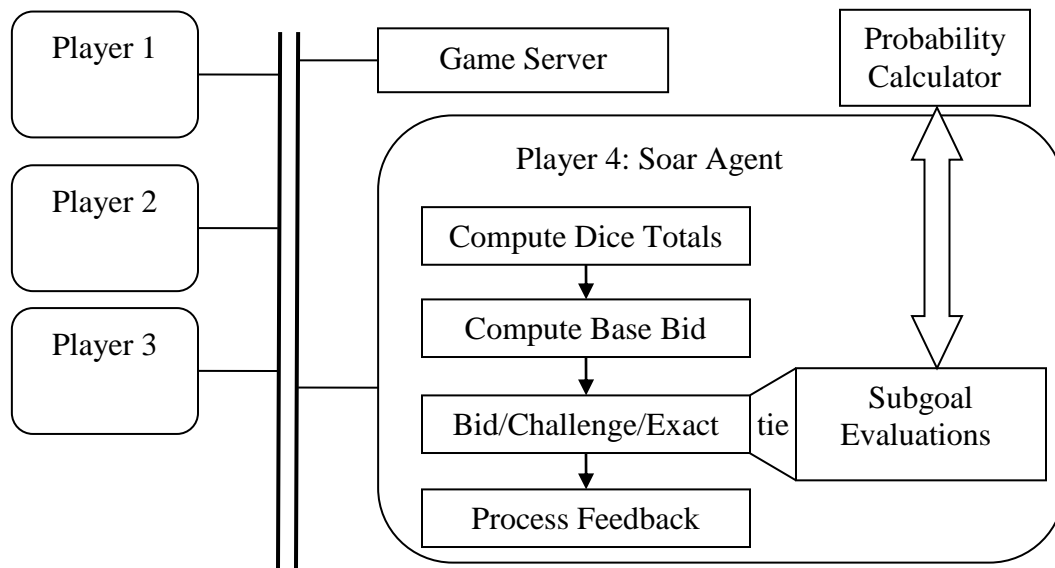 Player 1
Player 2
Player 3
Game Server
Probability
Calculator
Player 4: Soar Agent
Compute Dice Totals
Compute Base Bid
Bid/Challenge/Exact
tie
Subgoal
Evaluations
Process Feedback